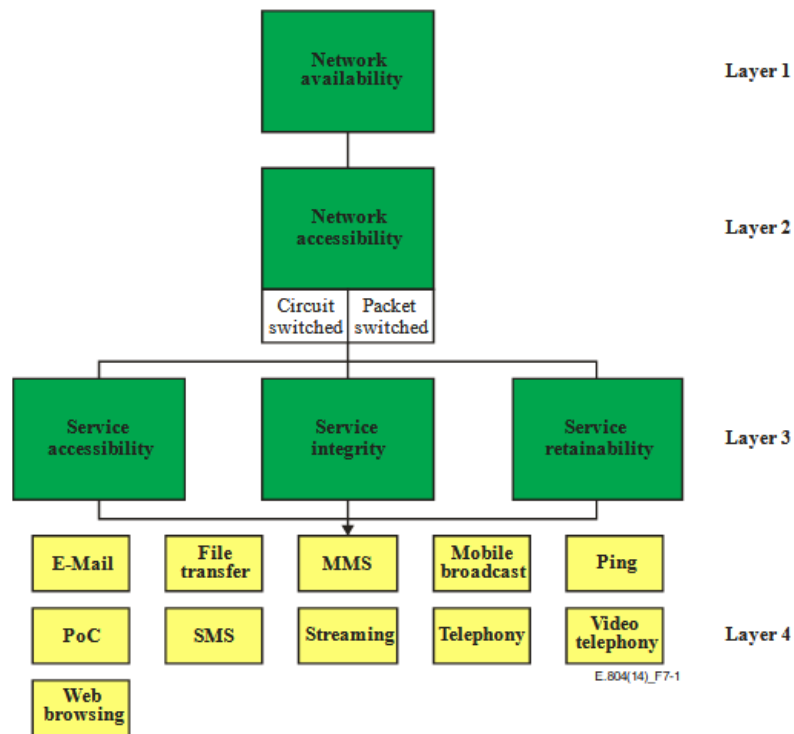 Network
availability
Layer 1
Network
accessibility
Layer 2
Circuit
switched
Packet
switched
Service
accessibility
Service
integrity
Service
retainability
Layer 3
E-Mail
File
transfer
MMS
Mobile
broadcast
Ping
PoC
SMS
Streaming
Telephony
Video
telephony
Layer 4
E.804(14)_F7-1
Web
browsing